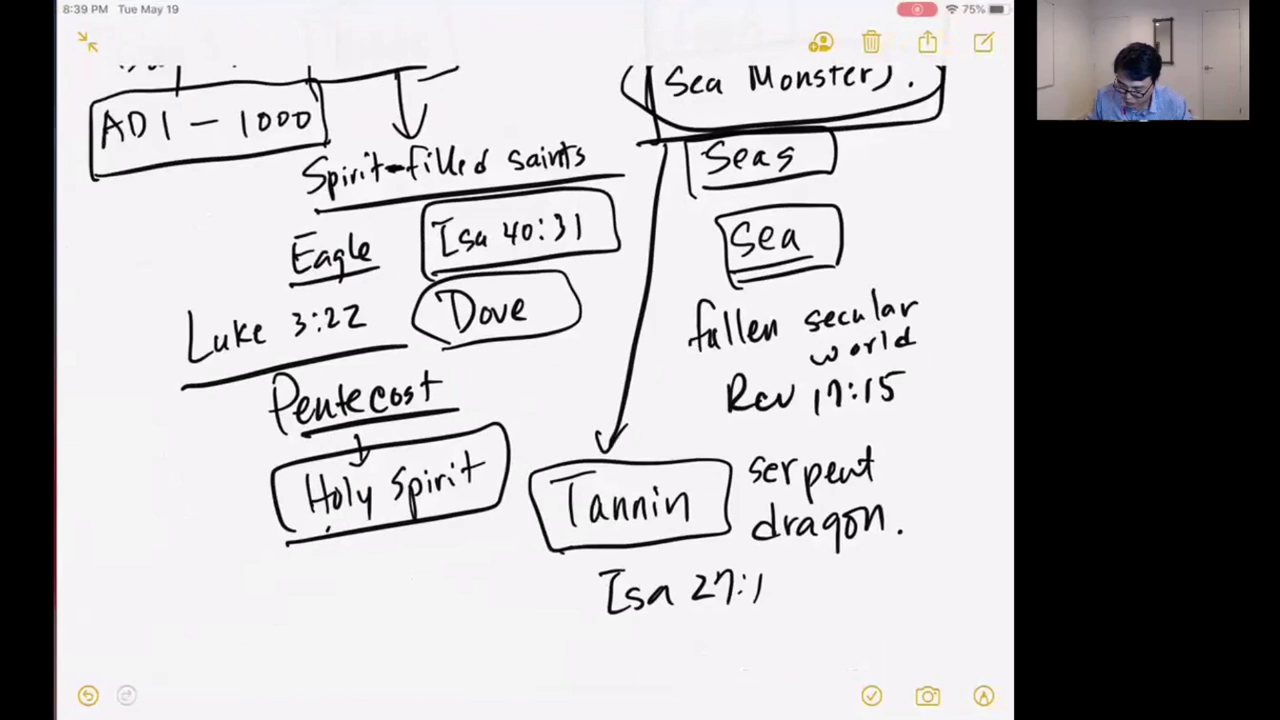 8:39 PM Tue May 19
75%
Sea Monster).
AD 1 - 1000
Spirit-filled saints
Seas
Eagle
Isa 40:31
Sea
Luke 3:22
Dove
fallen secular
world
Rev 17:15
Pentecost
Holy Spirit
Tannin
serpent
dragon.
Isa 27:1